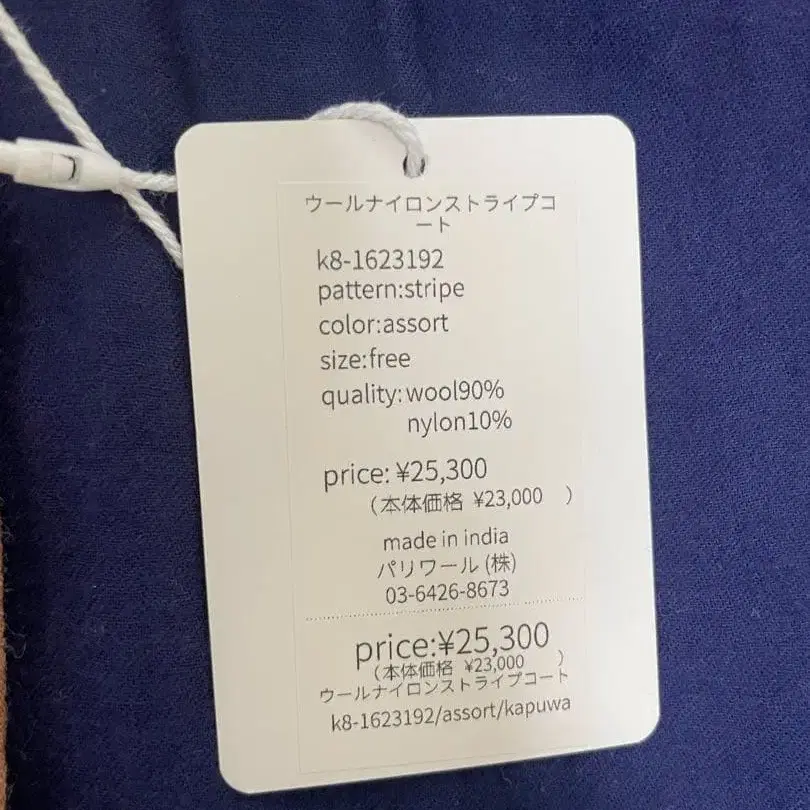 ウールナイロンストライプコ
ート
k8-1623192
pattern:stripe
color:assort
size:free
quality:wool90%
nylon10%
price: ¥25,300
(本体価格 ¥23,000 )
made in india
パリワール (株)
03-6426-8673
price:¥25,300
(本体価格 ¥23,000 )
ウールナイロンストライプコート
k8-1623192/assort/kapuwa